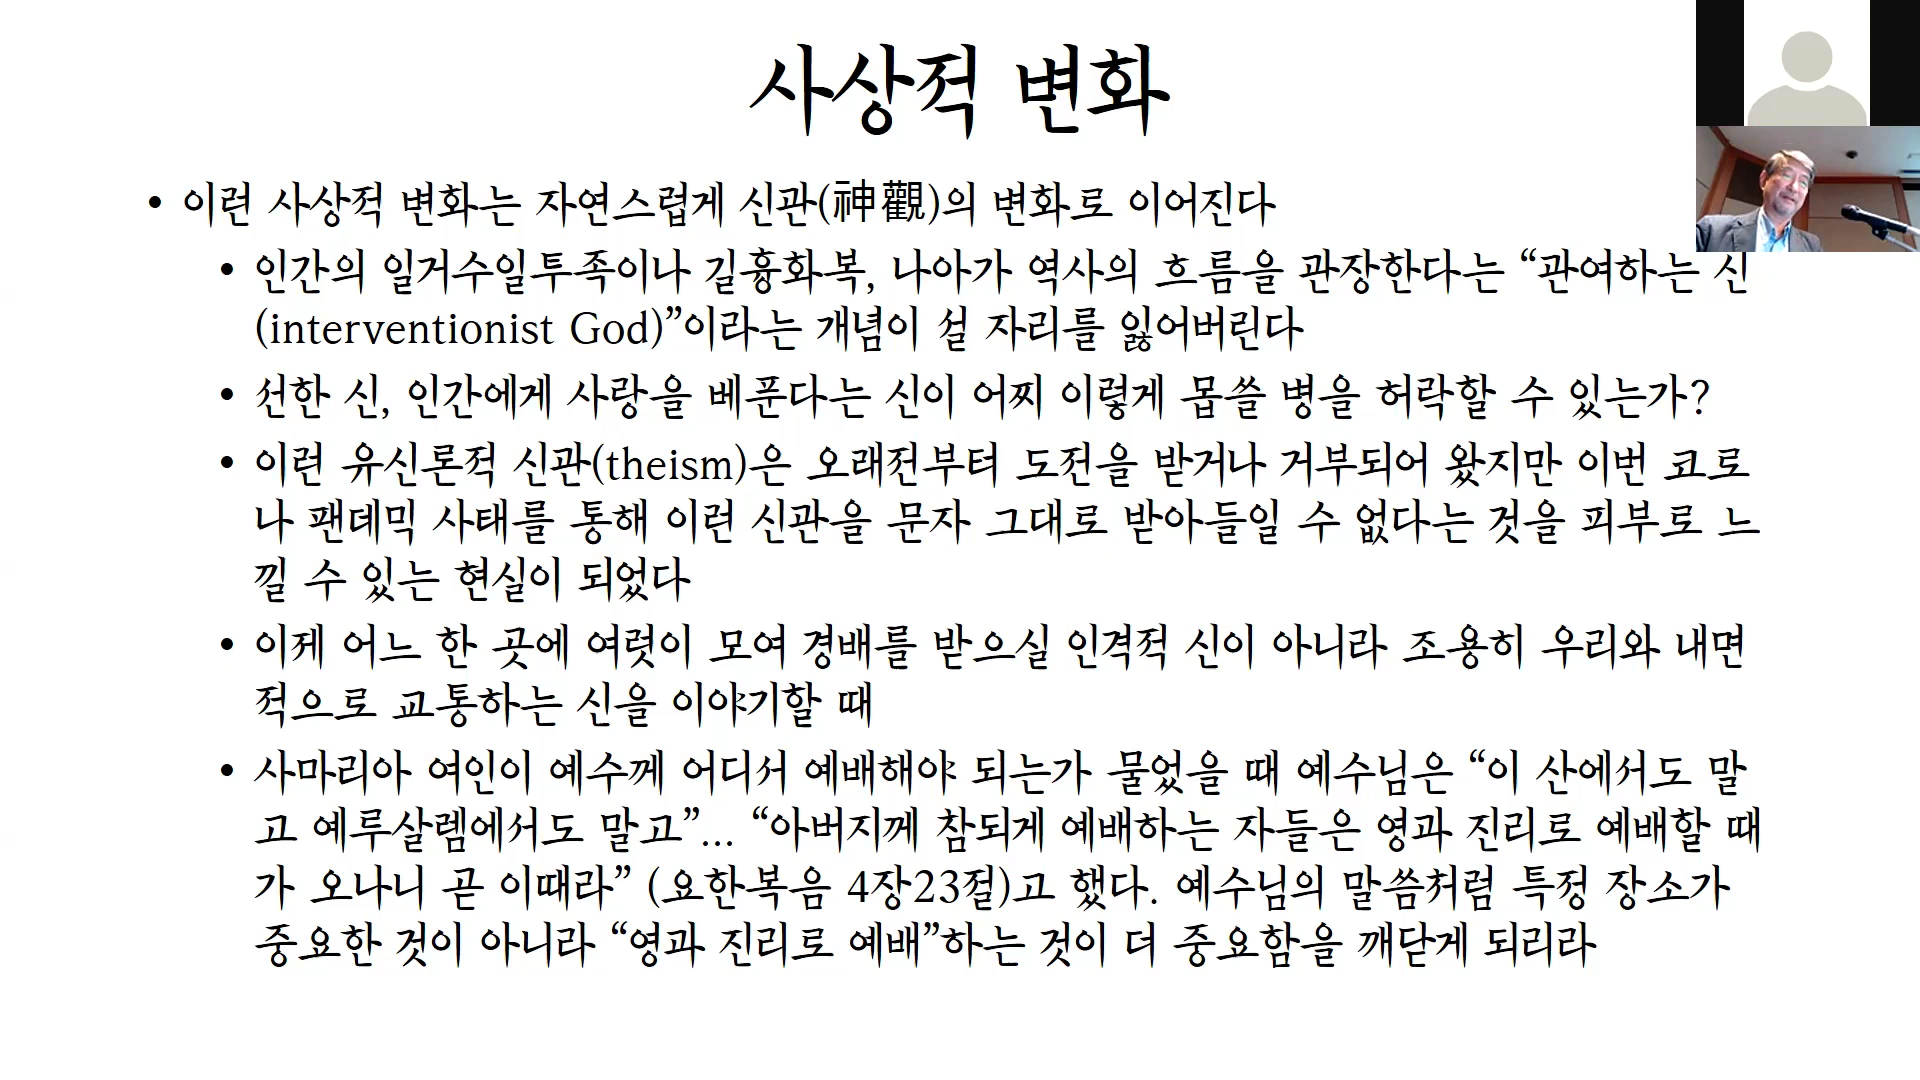 사상적 변화
• 이런 사상적 변화는 자연스럽게 신관(神觀)의 변화로 이어진다
• 인간의 일거수일투족이나 길흉화복, 나아가 역사의 흐름을 관장한다는 “관여하는 신
(interventionist God)”이라는 개념이 설 자리를 잃어버린다
• 선한 신, 인간에게 사랑을 베푼다는 신이 어찌 이렇게 몹쓸 병을 허락할 수 있는가?
• 이런 유신론적 신관(theism)은 오래전부터 도전을 받거나 거부되어 왔지만 이번 코로
나 팬데믹 사태를 통해 이런 신관을 문자 그대로 받아들일 수 없다는 것을 피부로 느
낄 수 있는 현실이 되었다
• 이제 어느 한 곳에 여럿이 모여 경배를 받으실 인격적 신이 아니라 조용히 우리와 내면
적으로 교통하는 신을 이야기할 때
• 사마리아 여인이 예수께 어디서 예배해야 되는가 물었을 때 예수님은 “이 산에서도 말
고 예루살렘에서도 말고”... “아버지께 참되게 예배하는 자들은 영과 진리로 예배할 때
가 오나니 곧 이때라” (요한복음 4장23절)고 했다. 예수님의 말씀처럼 특정 장소가
중요한 것이 아니라 “영과 진리로 예배”하는 것이 더 중요함을 깨닫게 되리라